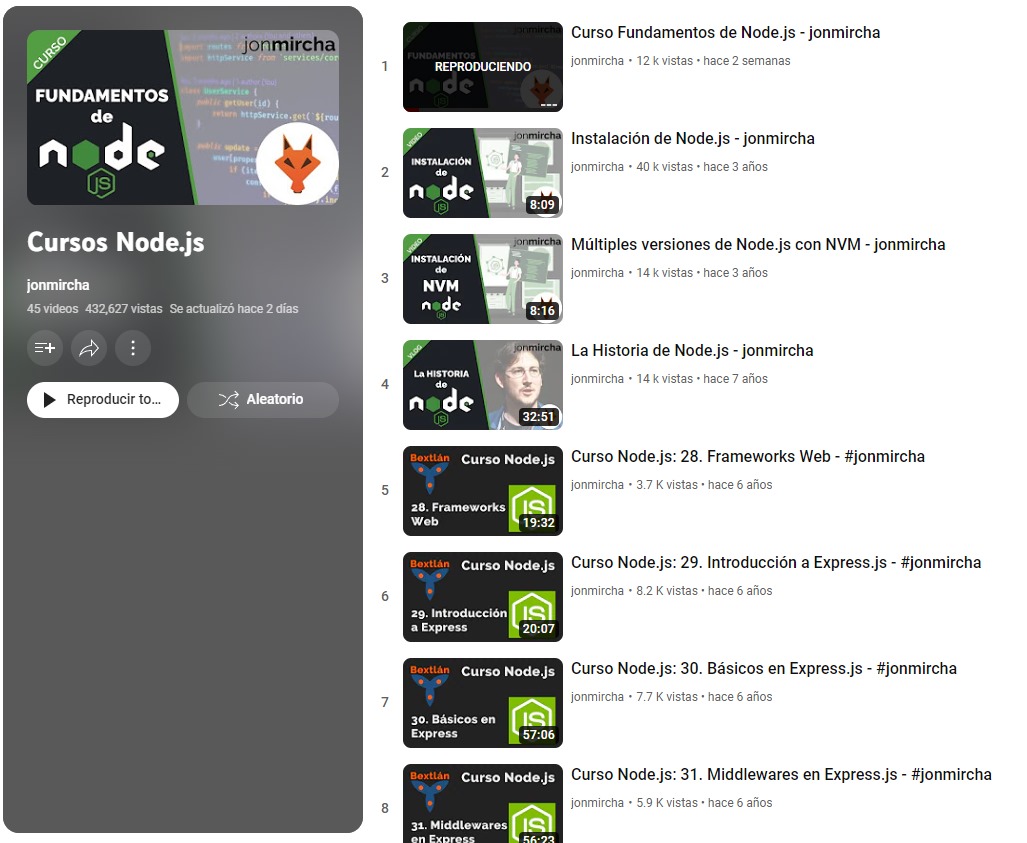 CURSO
jonmircha
FUNDAMENTOS
de
node
JS
Cursos Node.js
jonmircha
45 videos 432,627 vistas Se actualizó hace 2 días
Reproducir to...
Aleatorio
1
REPRODUCIENDO
Curso Fundamentos de Node.js - jonmircha
jonmircha • 12 k vistas • hace 2 semanas
2
VIDEO
jonmircha
INSTALACIÓN
de
node
JS
8:09
Instalación de Node.js - jonmircha
jonmircha • 40 k vistas • hace 3 años
3
VIDEO
jonmircha
INSTALACIÓN
de
NVM
node
JS
8:16
Múltiples versiones de Node.js con NVM - jonmircha
jonmircha • 14 k vistas • hace 3 años
4
VLOG
jonmircha
LA HISTORIA
de
node
JS
32:51
La Historia de Node.js - jonmircha
jonmircha • 14 k vistas • hace 7 años
5
Bextlán
Curso Node.js
28. Frameworks
Web
JS
19:32
Curso Node.js: 28. Frameworks Web - #jonmircha
jonmircha • 3.7 K vistas • hace 6 años
6
Bextlán
Curso Node.js
29. Introducción
a Express
JS
20:07
Curso Node.js: 29. Introducción a Express.js - #jonmircha
jonmircha • 8.2 K vistas • hace 6 años
7
Bextlán
Curso Node.js
30. Básicos en
Express
JS
57:06
Curso Node.js: 30. Básicos en Express.js - #jonmircha
jonmircha • 7.7 K vistas • hace 6 años
8
Bextlán
Curso Node.js
31. Middlewares
en Express
JS
56:23
Curso Node.js: 31. Middlewares en Express.js - #jonmircha
jonmircha • 5.9 K vistas • hace 6 años